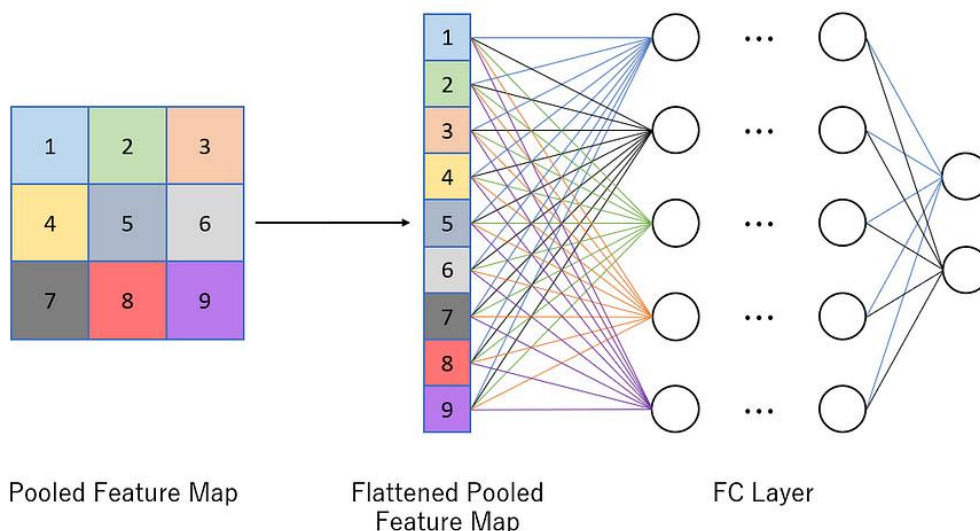 1 2 3
4 5 6
7 8 9
1
2
3
4
5
6
7
8
9
...
...
...
...
...
Pooled Feature Map
Flattened Pooled
Feature Map
FC Layer